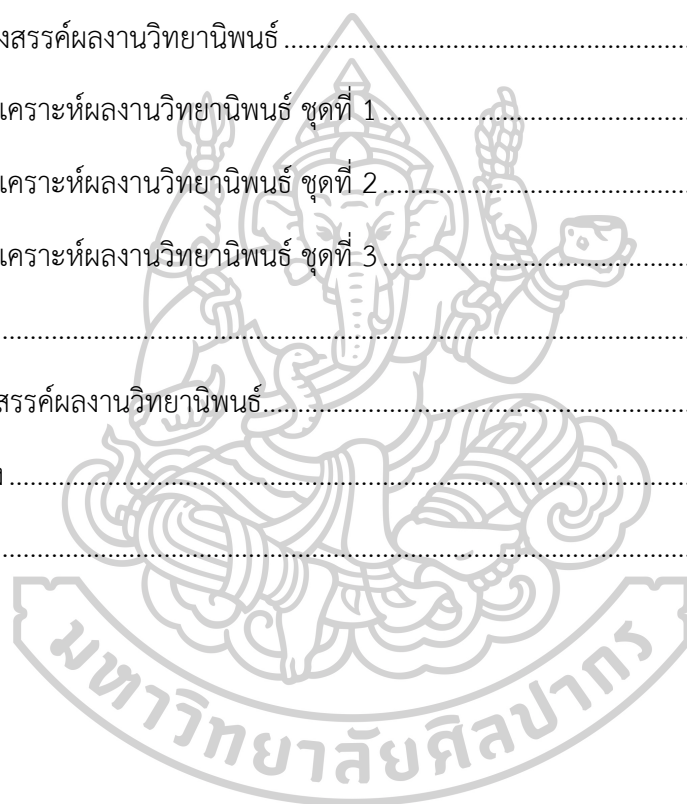 งสรรค์ผลงานวิทยานิพนธ์ ................................................
เคราะห์ผลงานวิทยานิพนธ์ ชุดที่ 1 ....................................
เคราะห์ผลงานวิทยานิพนธ์ ชุดที่ 2 ....................................
เคราะห์ผลงานวิทยานิพนธ์ ชุดที่ 3 ....................................
................................................................................
สรรค์ผลงานวิทยานิพนธ์...................................................
................................................................................
................................................................................
มหาวิทยาลัยศิลปากร